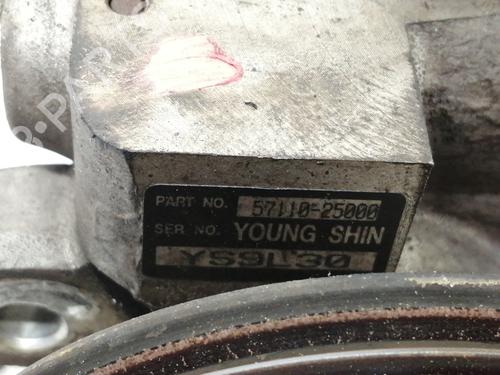 PART NO. 57110-25000
SER NO. YOUNG SHIN
YS9L30